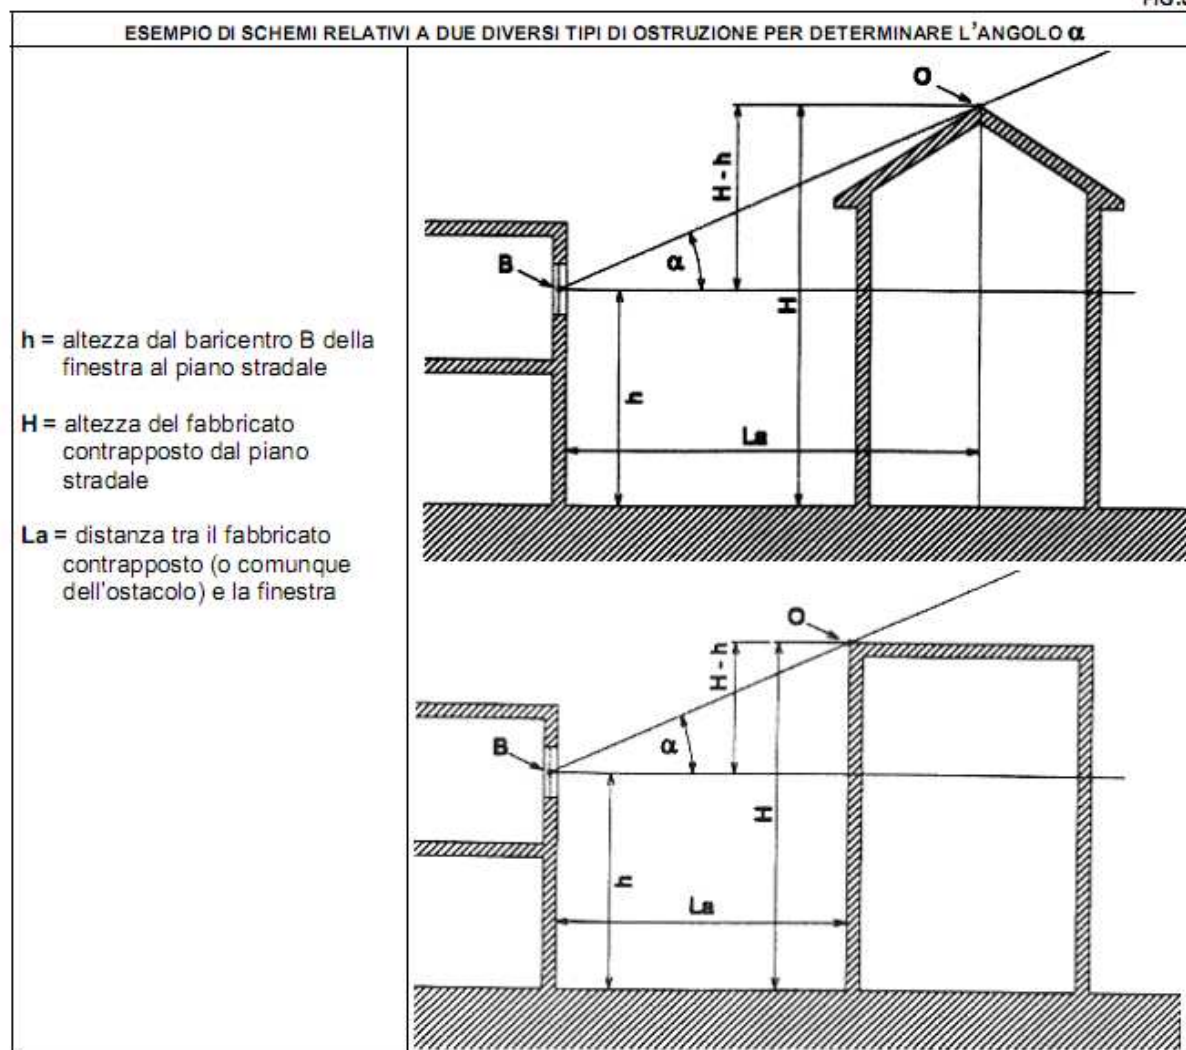 ESEMPIO DI SCHEMI RELATIVI A DUE DIVERSI TIPI DI OSTRUZIONE PER DETERMINARE L'ANGOLO α
h = altezza dal baricentro B della
finestra al piano stradale
H = altezza del fabbricato
contrapposto dal piano
stradale
La = distanza tra il fabbricato
contrapposto (o comunque
dell'ostacolo) e la finestra
O
H - h
B
α
H
h
La
O
H - h
B
α
H
h
La